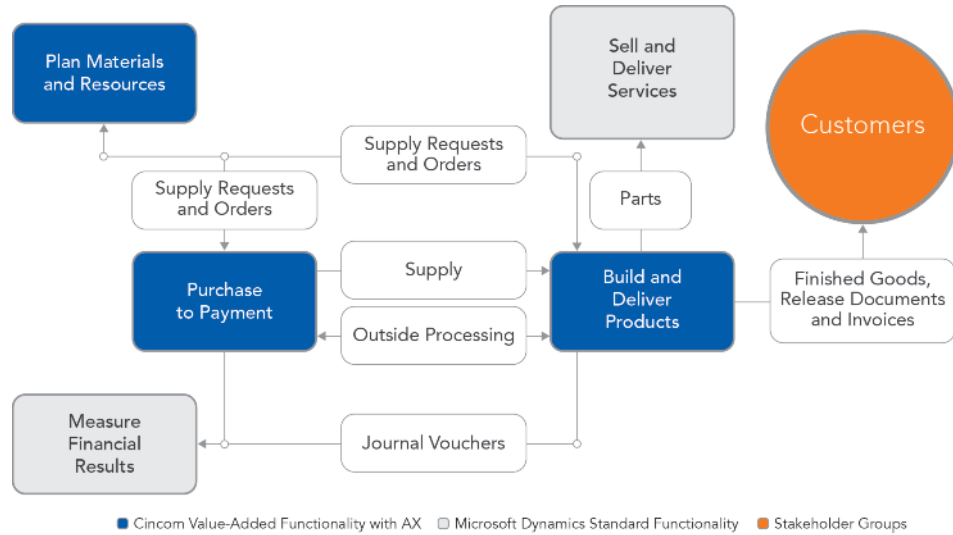 Plan Materials
and Resources
Sell and
Deliver
Services
Customers
Supply Requests
and Orders
Supply Requests
and Orders
Parts
Purchase
to Payment
Supply
Outside Processing
Build and
Deliver
Products
Finished Goods,
Release Documents
and Invoices
Measure
Financial
Results
Journal Vouchers
Cincom Value-Added Functionality with AX
Microsoft Dynamics Standard Functionality
Stakeholder Groups